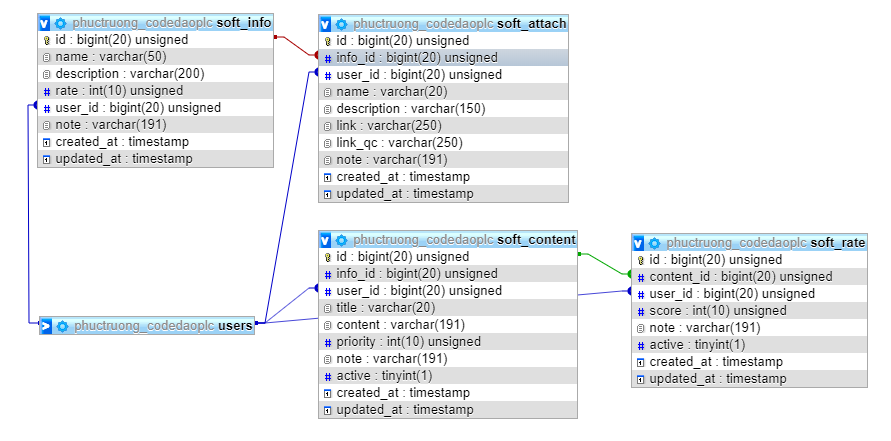 phuctruong_codedaoplc soft_info
id : bigint(20) unsigned
name : varchar(50)
description : varchar(200)
rate : int(10) unsigned
user_id : bigint(20) unsigned
note : varchar(191)
created_at : timestamp
updated_at : timestamp
phuctruong_codedaoplc soft_attach
id : bigint(20) unsigned
info_id : bigint(20) unsigned
user_id : bigint(20) unsigned
name : varchar(20)
description : varchar(150)
link : varchar(250)
link_qc : varchar(250)
note : varchar(191)
created_at : timestamp
updated_at : timestamp
phuctruong_codedaoplc users
phuctruong_codedaoplc soft_content
id : bigint(20) unsigned
info_id : bigint(20) unsigned
user_id : bigint(20) unsigned
title : varchar(20)
content : varchar(191)
priority : int(10) unsigned
note : varchar(191)
active : tinyint(1)
created_at : timestamp
updated_at : timestamp
phuctruong_codedaoplc soft_rate
id : bigint(20) unsigned
content_id : bigint(20) unsigned
user_id : bigint(20) unsigned
score : int(10) unsigned
note : varchar(191)
active : tinyint(1)
created_at : timestamp
updated_at : timestamp